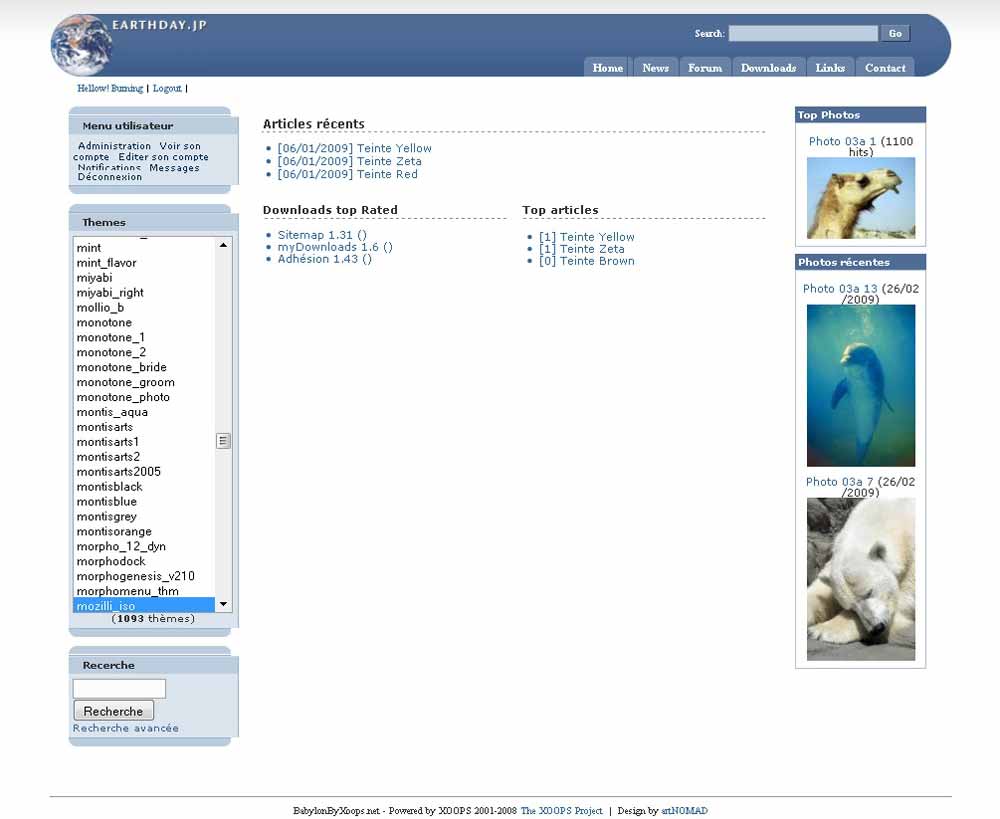 EARTHDAY.JP
Search: Go
Home News Forum Downloads Links Contact
Hellow! Burning | Logout |
Menu utilisateur
Administration Voir son
compte Editer son compte
Notifications Messages
Déconnexion
Themes
mint
mint_flavor
miyabi
miyabi_right
mollio_b
monotone
monotone_1
monotone_2
monotone_bride
monotone_groom
monotone_photo
montis_aqua
montisarts
montisarts1
montisarts2
montisarts2005
montisblack
montisblue
montisgrey
montisorange
morpho_12_dyn
morphodock
morphogenesis_v210
morphomenu_thm
mozilli_iso
(1093 thèmes)
Recerche
Recherche
Recherche avancée
Articles récents
[06/01/2009] Teinte Yellow
[06/01/2009] Teinte Zeta
[06/01/2009] Teinte Red
Downloads top Rated
Sitemap 1.31 ()
myDownloads 1.6 ()
Adhésion 1.43 ()
Top articles
[1] Teinte Yellow
[1] Teinte Zeta
[0] Teinte Brown
Top Photos
Photo 03a 1 (1100
hits)
Photos récentes
Photo 03a 13 (26/02
/2009)
Photo 03a 7 (26/02
/2009)
BabylonByXoops.net - Powered by XOOPS 2001-2008 The XOOPS Project | Design by artNOMAD